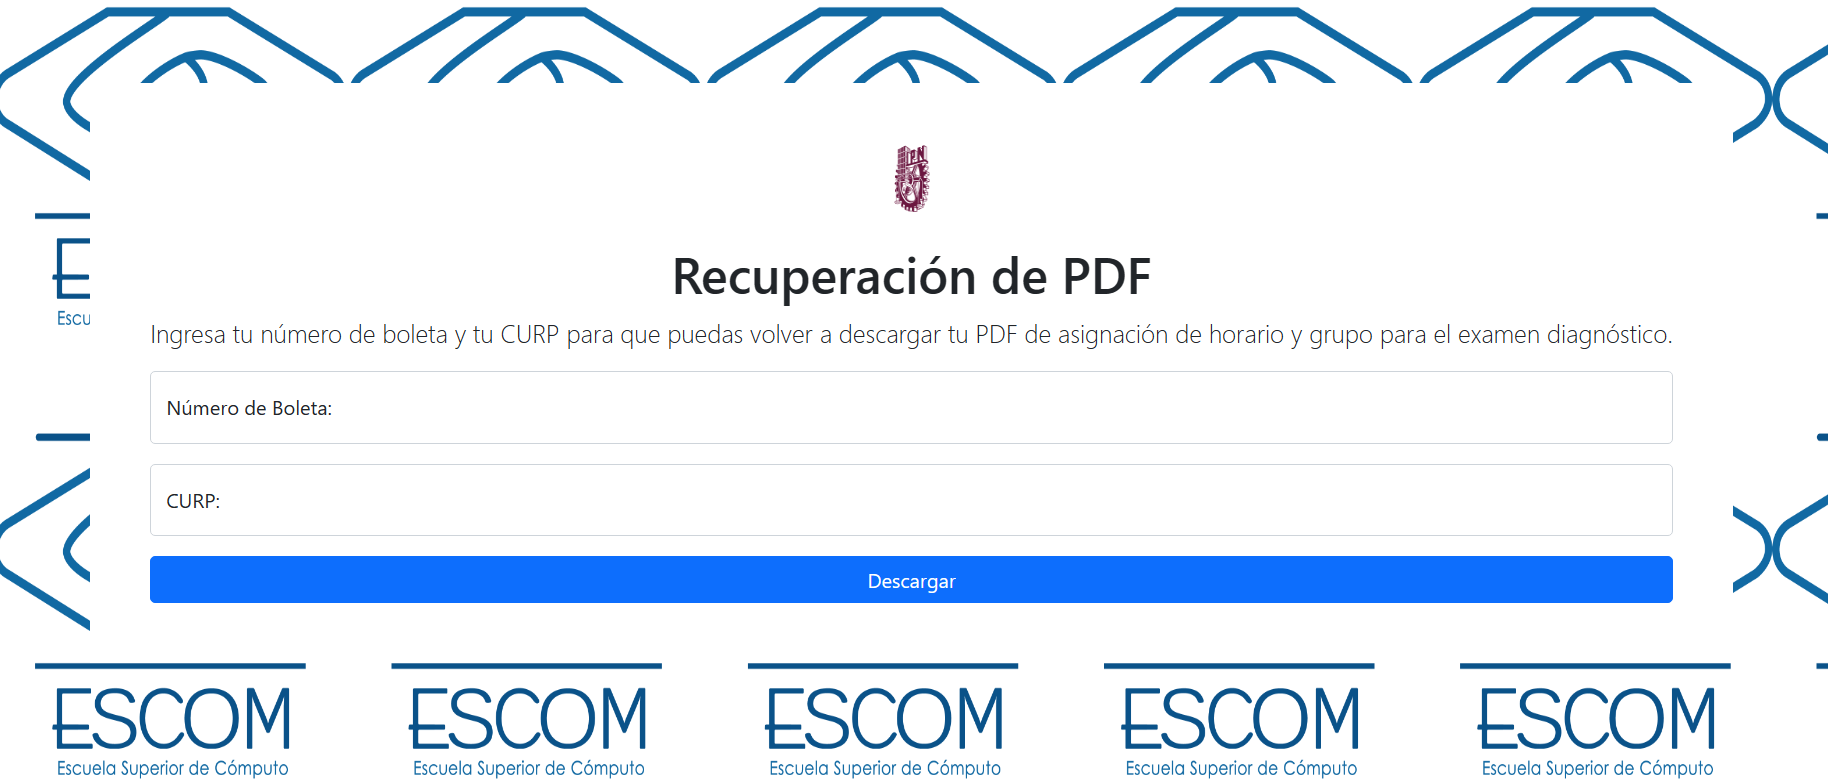 IPN
Recuperación de PDF
Ingresa tu número de boleta y tu CURP para que puedas volver a descargar tu PDF de asignación de horario y grupo para el examen diagnóstico.
E
Escu
Número de Boleta:
CURP:
Descargar
ESCOM ESCOM ESCOM ESCOM ESCOM
Escuela Superior de Cómputo Escuela Superior de Cómputo Escuela Superior de Cómputo Escuela Superior de Cómputo Escuela Superior de Cómputo